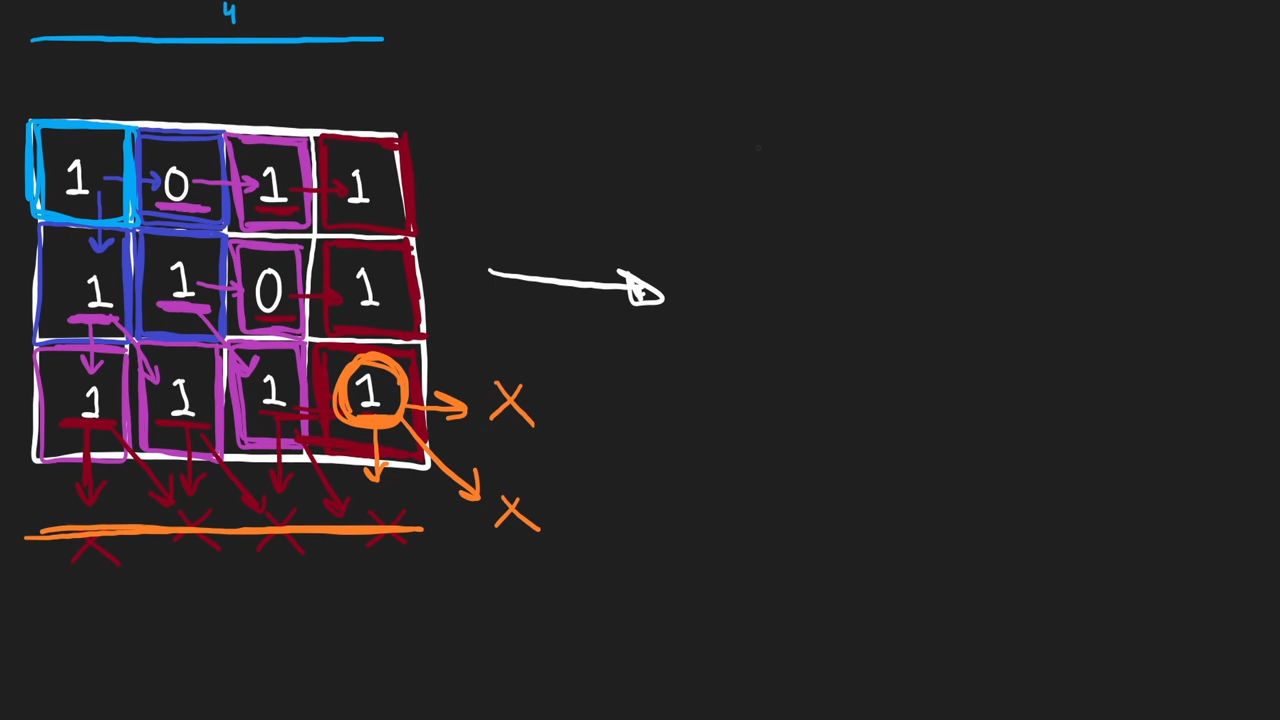 4
1 0 1 1
1 1 0 1
1 1 1 1 X
X
X X X X